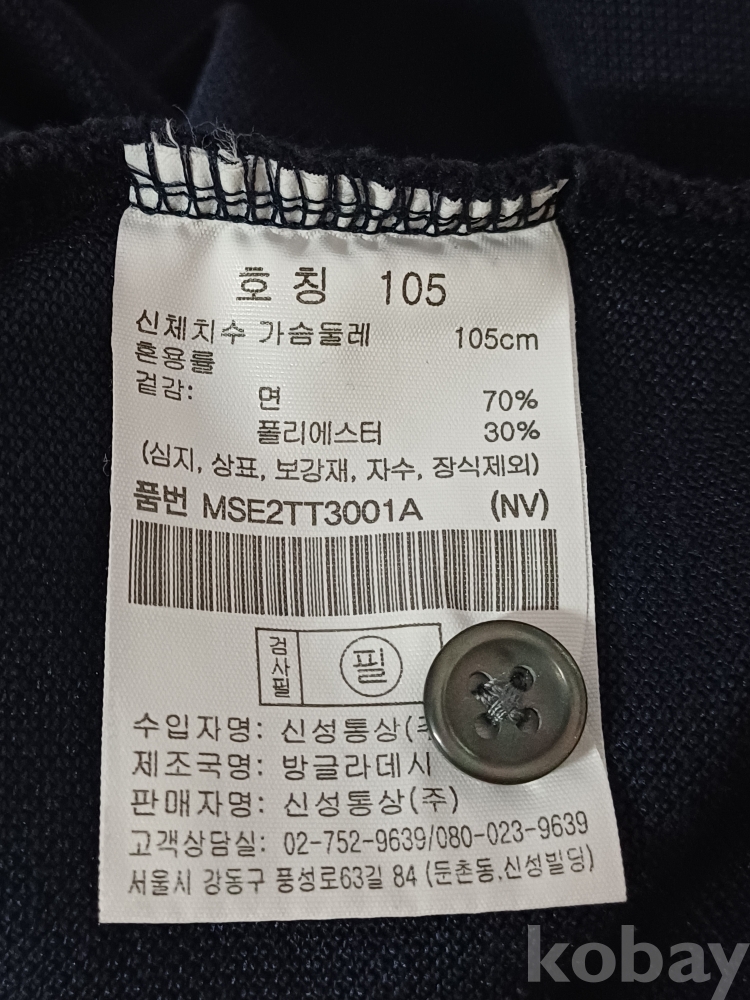 호칭 105
신체치수 가슴둘레 105cm
혼용률
겉감: 면 70%
폴리에스터 30%
(심지, 상표, 보강재, 자수, 장식제외)
품번 MSE2TT3001A (NV)
검사필 필
수입자명: 신성통상(
제조국명: 방글라데시
판매자명: 신성통상(주)
고객상담실: 02-752-9639/080-023-9639
서울시 강동구 풍성로63길 84 (둔촌동,신성빌딩)
kobay